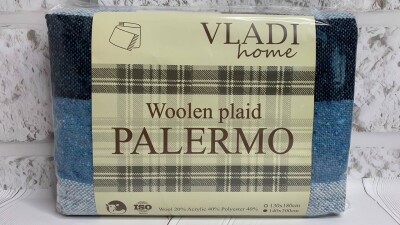 VLADI
home
Woolen plaid
PALERMO
ISO
Wool 20% Acrylic 40% Polyester 40%